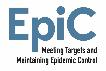 EpiC
Meeting Targets and
Maintaining Epidemic Control